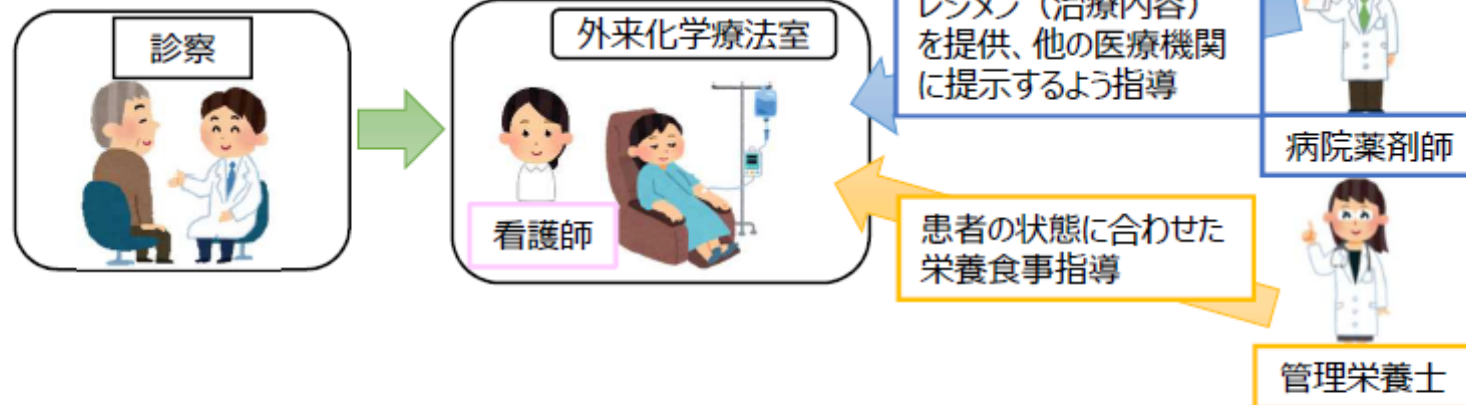 診察
外来化学療法室
看護師
レジメン（治療内容）
を提供、他の医療機関
に提示するよう指導
病院薬剤師
患者の状態に合わせた
栄養食事指導
管理栄養士